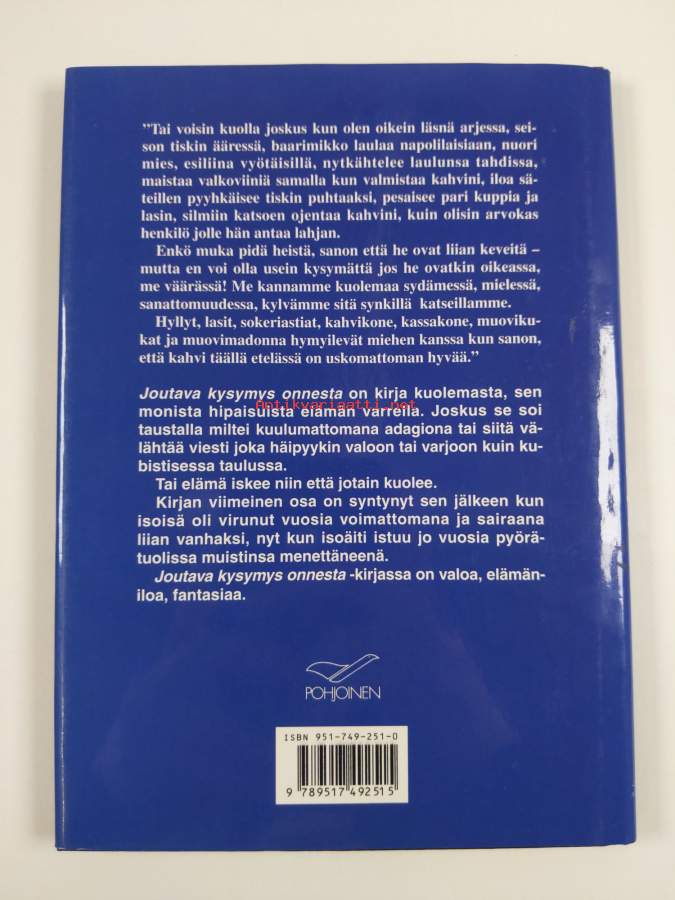 "Tai voisin kuolla joskus kun olen oikein läsnä arjessa, sei-
son tiskin ääressä, baarimikko laulaa napolilaisiaan, nuori
mies, esiliina vyötäisillä, nytkähtelee laulunsa tahdissa,
maistaa valkoviiniä samalla kun valmistaa kahvini, iloa sä-
teillen pyyhkäisee tiskin puhtaaksi, pesaisee pari kuppia ja
lasin, silmiin katsoen ojentaa kahvini, kuin olisin arvokas
henkilö jolle hän antaa lahjan.
Enkö muka pidä heistä, sanon että he ovat liian keveitä –
mutta en voi olla usein kysymättä jos he ovatkin oikeassa,
me väärässä! Me kannamme kuolemaa sydämessä, mielessä,
sanattomuudessa, kylvämme sitä synkillä katseillamme.
Hyllyt, lasit, sokeriastiat, kahvikone, kassakone, muoviku-
kat ja muovimadonna hymyilevät miehen kanssa kun sanon,
että kahvi täällä etelässä on uskomattoman hyvää."
Joutava kysymys onnesta on kirja kuolemasta, sen
monista hipaisuista elämän varrella. Joskus se soi
Antikvariaatti.net
taustalla miltei kuulumattomana adagiona tai siitä vä-
lähtää viesti joka häipyykin valoon tai varjoon kuin ku-
bistisessa taulussa.
Tai elämä iskee niin että jotain kuolee.
Kirjan viimeinen osa on syntynyt sen jälkeen kun
isoisä oli virunut vuosia voimattomana ja sairaana
liian vanhaksi, nyt kun isoäiti istuu jo vuosia pyörä-
tuolissa muistinsa menettäneenä.
Joutava kysymys onnesta -kirjassa on valoa, elämän-
iloa, fantasiaa.
POHJOINEN
ISBN 951-749-251-0
9 789517 492515